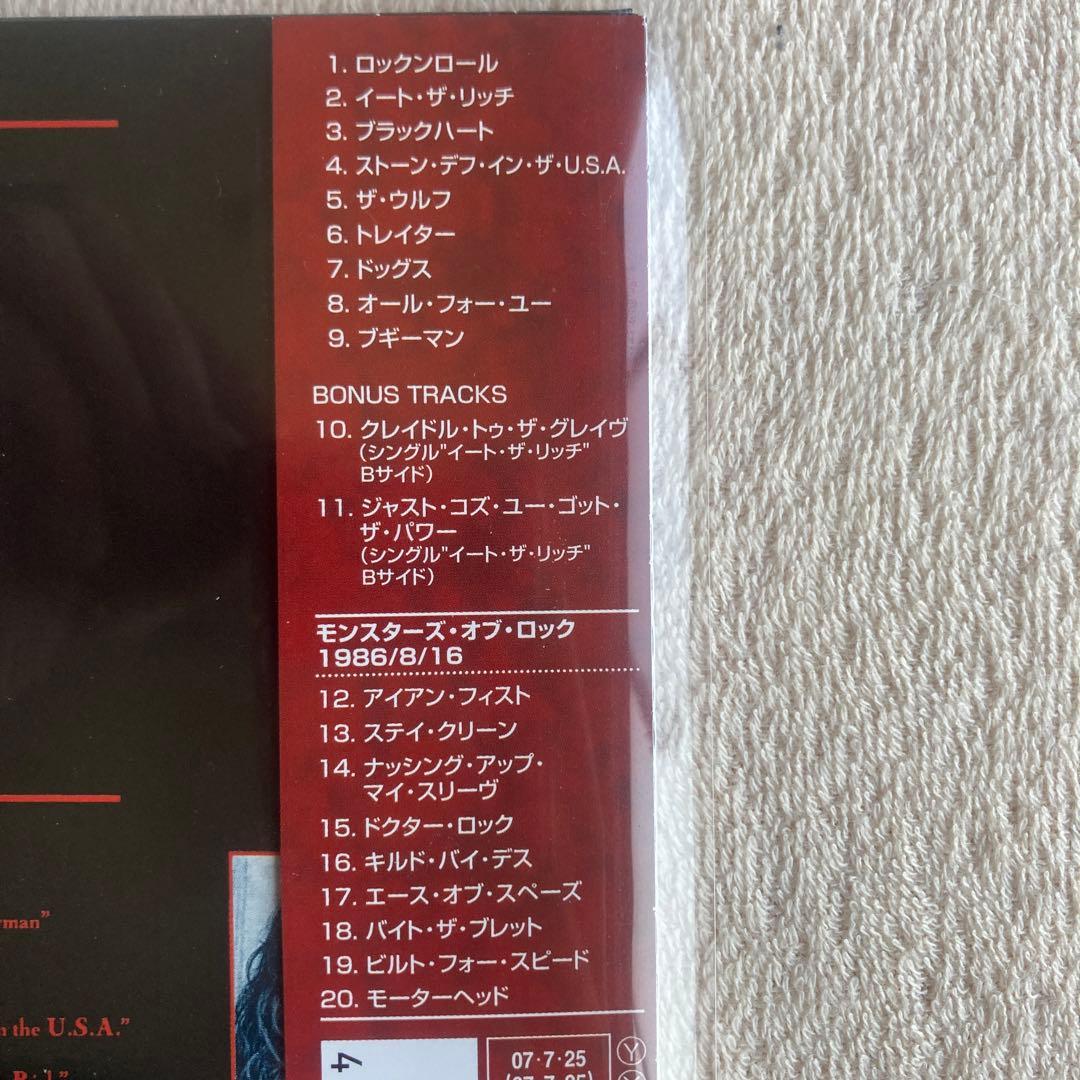 1. ロックンロール
2. イート・ザ・リッチ
3. ブラックハート
4. ストーン・デフ・イン・ザ・U.S.A.
5. ザ・ウルフ
6. トレイター
7. ドッグス
8. オール・フォー・ユー
9. ブギーマン
BONUS TRACKS
10. クレイドル・トゥ・ザ・グレイヴ
(シングル"イート・ザ・リッチ"
Bサイド)
11. ジャスト・コズ・ユー・ゴット・
ザ・パワー
(シングル"イート・ザ・リッチ"
Bサイド)
モンスターズ・オブ・ロック
1986/8/16
12. アイアン・フィスト
13. ステイ・クリーン
14. ナッシング・アップ・
マイ・スリーヴ
15. ドクター・ロック
16. キルド・バイ・デス
17. エース・オブ・スペーズ
18. バイト・ザ・ブレット
19. ビルト・フォー・スピード
20. モーターヘッド
rman"
n the U.S.A."
4
07・7・25
Y